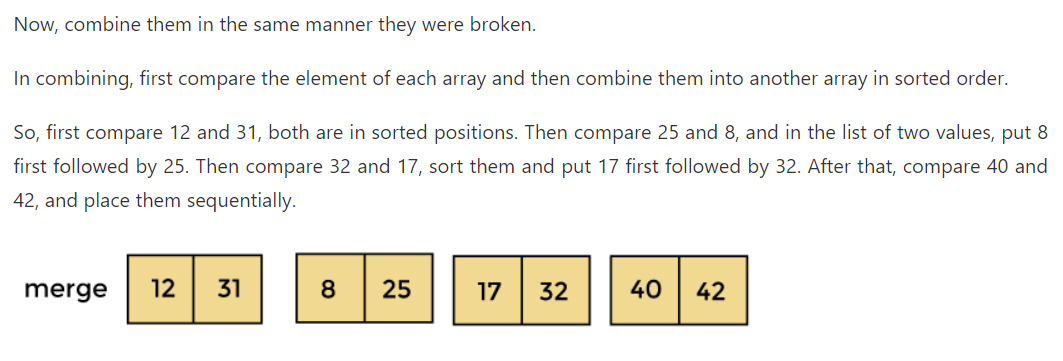 Now, combine them in the same manner they were broken.
In combining, first compare the element of each array and then combine them into another array in sorted order.
So, first compare 12 and 31, both are in sorted positions. Then compare 25 and 8, and in the list of two values, put 8
first followed by 25. Then compare 32 and 17, sort them and put 17 first followed by 32. After that, compare 40 and
42, and place them sequentially.
merge 12 31 8 25 17 32 40 42